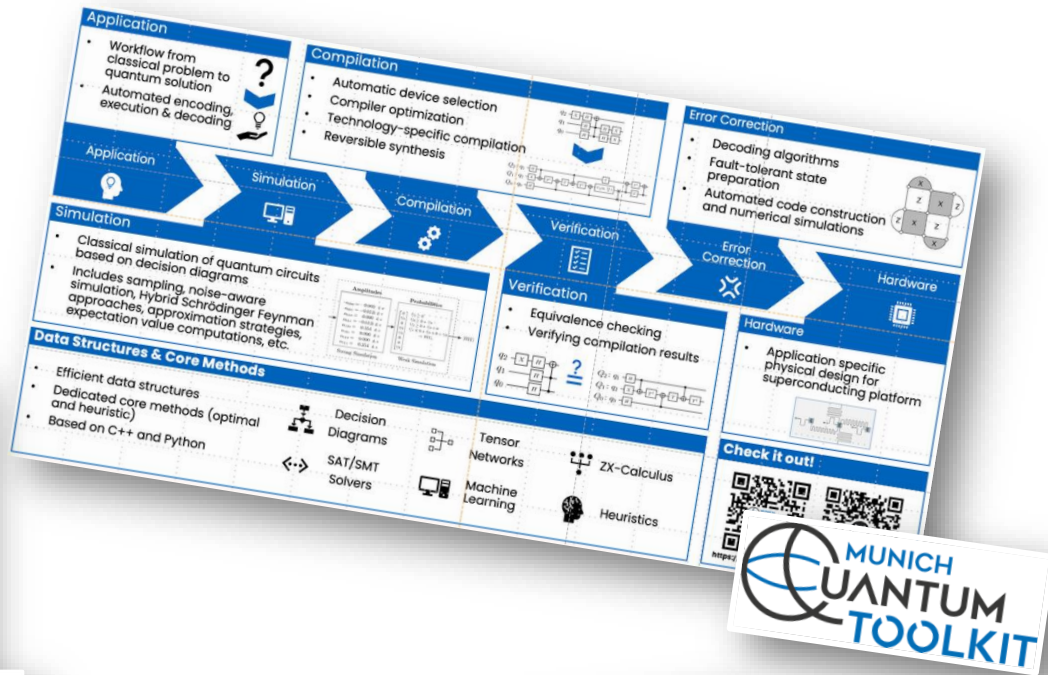 Application
• Workflow from
classical problem to
quantum solution
• Automated encoding,
execution & decoding
?
Compilation
• Automatic device selection
• Compiler optimization
• Technology-specific compilation
• Reversible synthesis
Error Correction
• Decoding algorithms
• Fault-tolerant state
preparation
• Automated code construction
and numerical simulations
X
Z
X
Z
Z
X
Z
X
Application
Simulation
Compilation
Verification
Error
Correction
Hardware
Simulation
• Classical simulation of quantum circuits
based on decision diagrams
• Includes sampling, noise-aware
simulation, Hybrid Schrödinger Feynman
approaches, approximation strategies,
expectation value computations, etc.
Amplitudes
Probabilities
Verification
• Equivalence checking
• Verifying compilation results
?
=
Hardware
• Application specific
physical design for
superconducting platform
Data Structures & Core Methods
• Efficient data structures
• Dedicated core methods (optimal
and heuristic)
• Based on C++ and Python
Decision
Diagrams
SAT/SMT
Solvers
Tensor
Networks
Machine
Learning
ZX-Calculus
Heuristics
Check it out!
https:/
MUNICH
QUANTUM
TOOLKIT